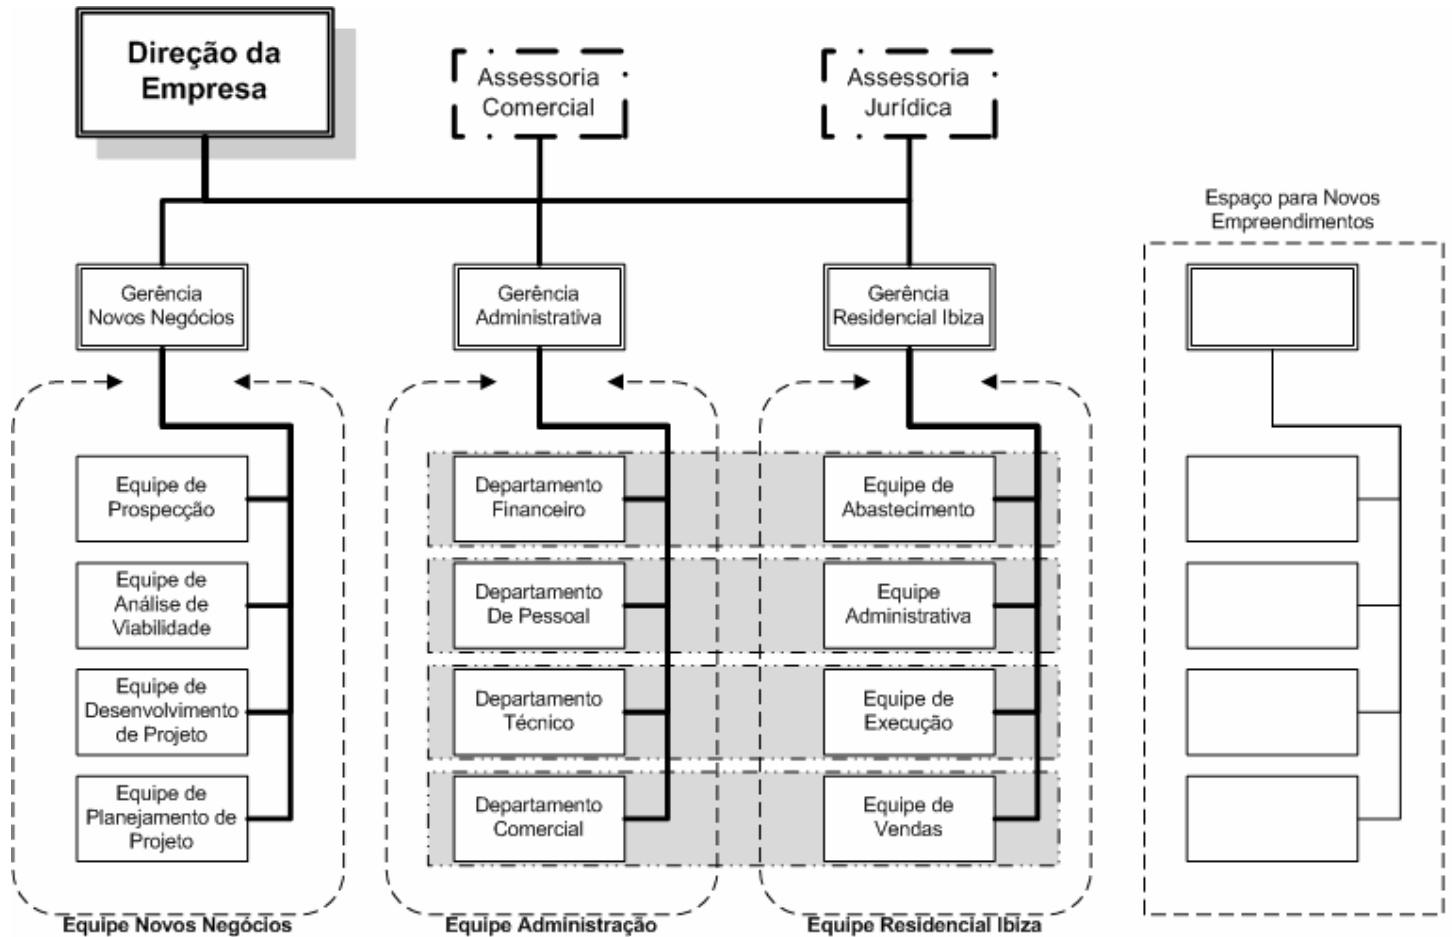 Direção da
Empresa
Assessoria
Comercial
Assessoria
Jurídica
Espaço para Novos
Empreendimentos
Gerência
Novos Negócios
Gerência
Administrativa
Gerência
Residencial Ibiza
Equipe de
Prospecção
Departamento
Financeiro
Equipe de
Abastecimento
Equipe de
Análise de
Viabilidade
Departamento
De Pessoal
Equipe
Administrativa
Equipe de
Desenvolvimento
de Projeto
Departamento
Técnico
Equipe de
Execução
Equipe de
Planejamento de
Projeto
Departamento
Comercial
Equipe de
Vendas
Equipe Novos Negócios
Equipe Administração
Equipe Residencial Ibiza